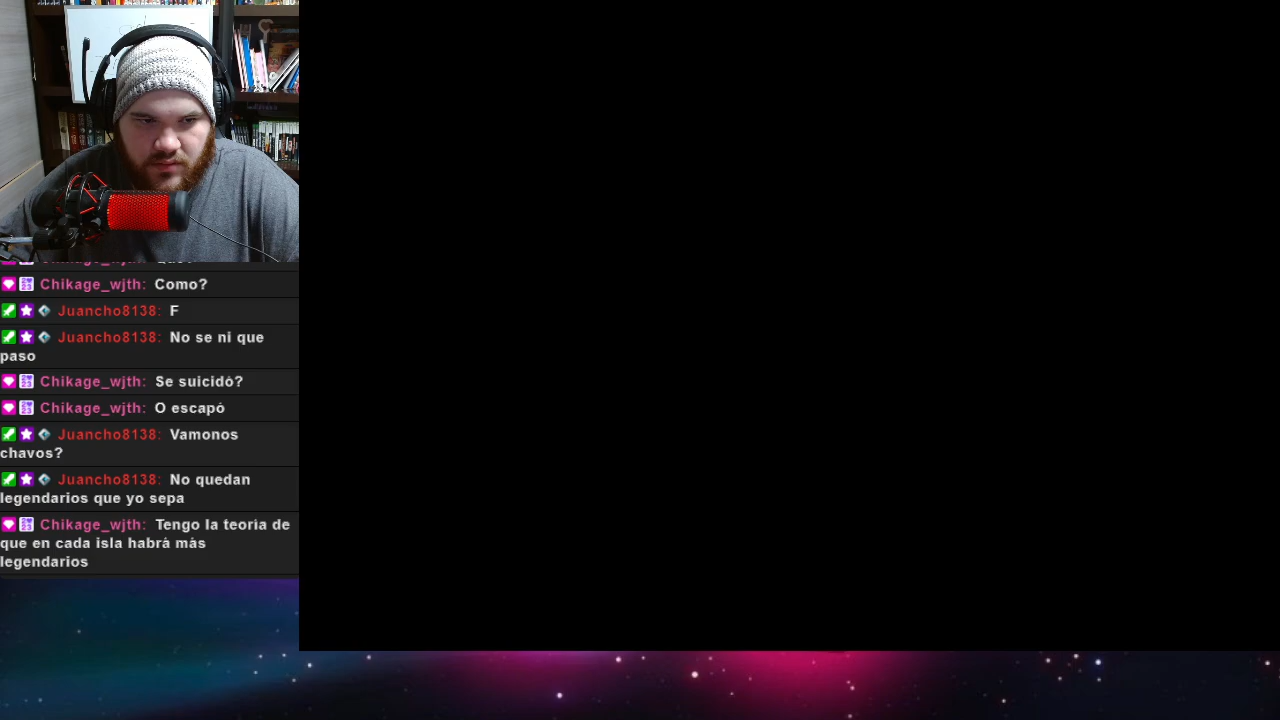 Chikage_wjth: Como?
Juancho8138: F
Juancho8138: No se ni que
paso
Chikage_wjth: Se suicidó?
Chikage_wjth: O escapó
Juancho8138: Vamonos
chavos?
Juancho8138: No quedan
legendarios que yo sepa
Chikage_wjth: Tengo la teoría de
que en cada isla habrá más
legendarios